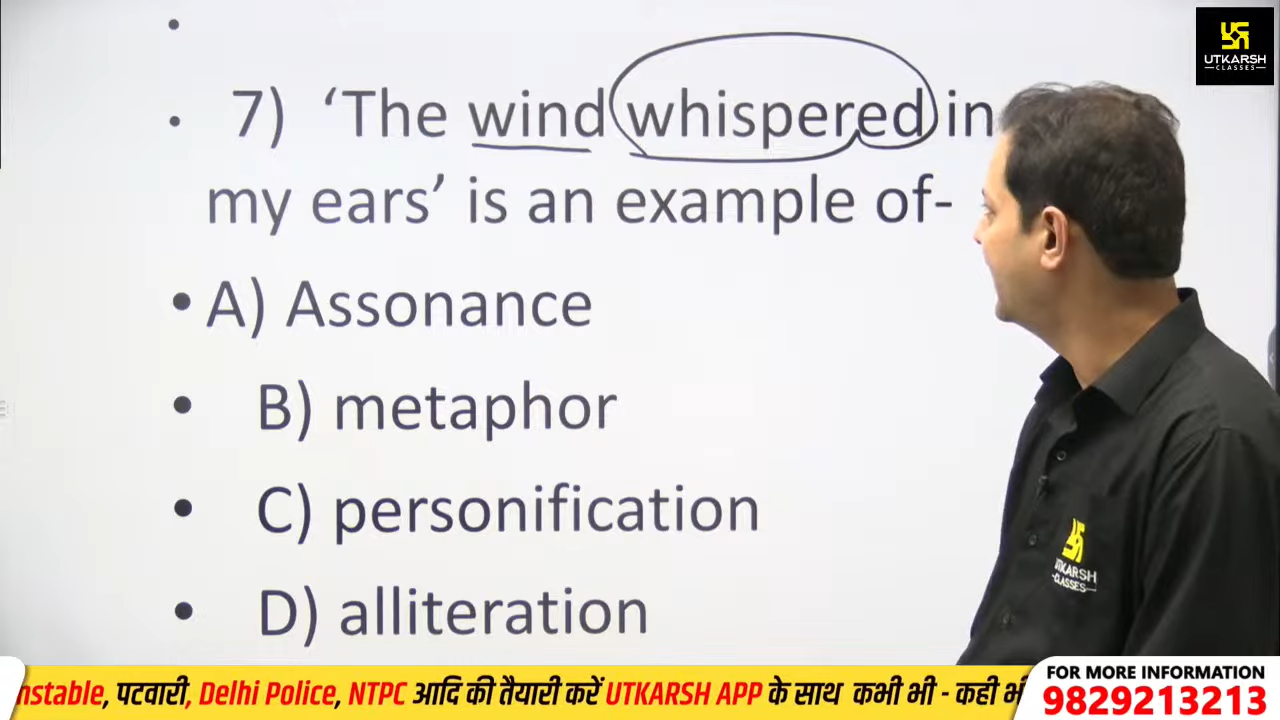 UTKARSH
CLASSES
7) ‘The wind whispered in
my ears’ is an example of-
A) Assonance
B) metaphor
C) personification
D) alliteration
UTKARSH
CLASSES
nstable, पटवारी, Delhi Police, NTPC आदि की तैयारी करें UTKARSH APP के साथ कभी भी - कही भी
FOR MORE INFORMATION
9829213213